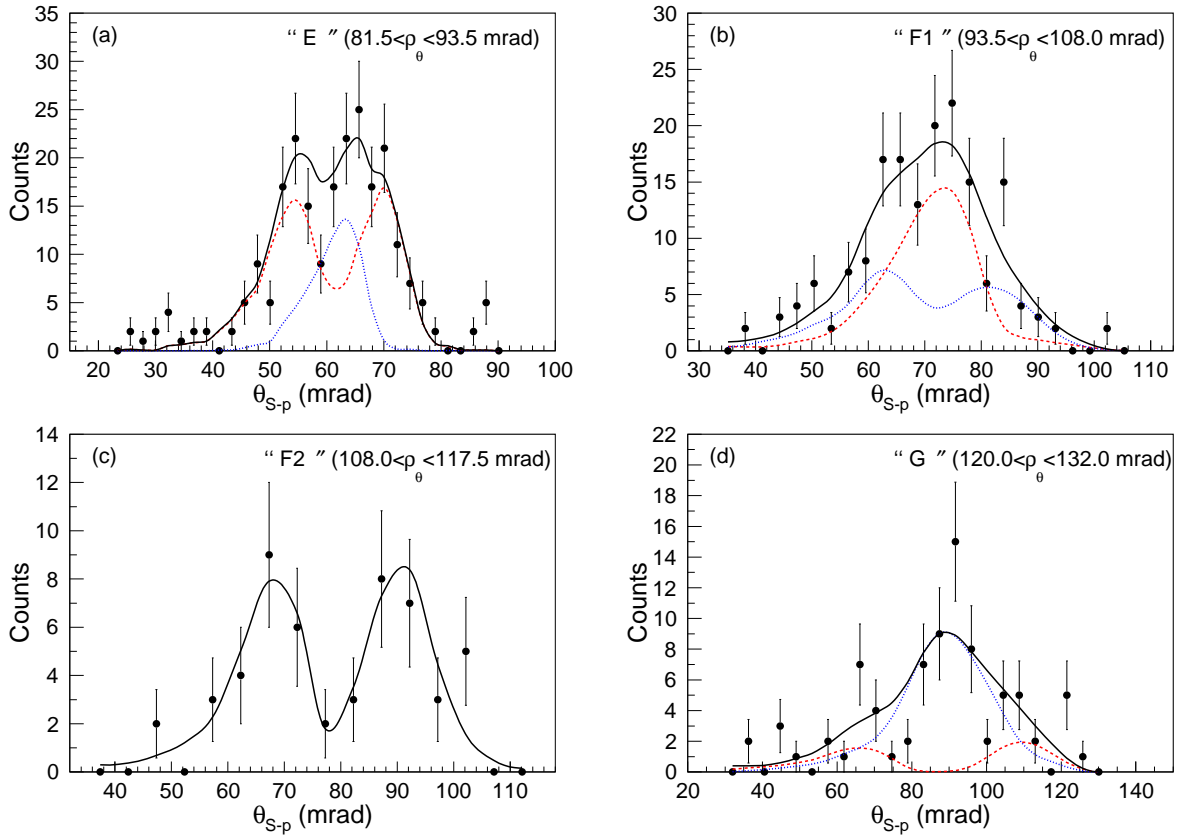 (a)
“ E ” (81.5<ρθ<93.5 mrad)
Counts
0
5
10
15
20
25
30
35
20 30 40 50 60 70 80 90 100
θS-p (mrad)
(b)
“ F1 ” (93.5<ρθ<108.0 mrad)
Counts
0
5
10
15
20
25
30
30 40 50 60 70 80 90 100 110
θS-p (mrad)
(c)
“ F2 ” (108.0<ρθ<117.5 mrad)
Counts
0
2
4
6
8
10
12
14
40 50 60 70 80 90 100 110
θS-p (mrad)
(d)
“ G ” (120.0<ρθ<132.0 mrad)
Counts
0
2
4
6
8
10
12
14
16
18
20
22
20 40 60 80 100 120 140
θS-p (mrad)